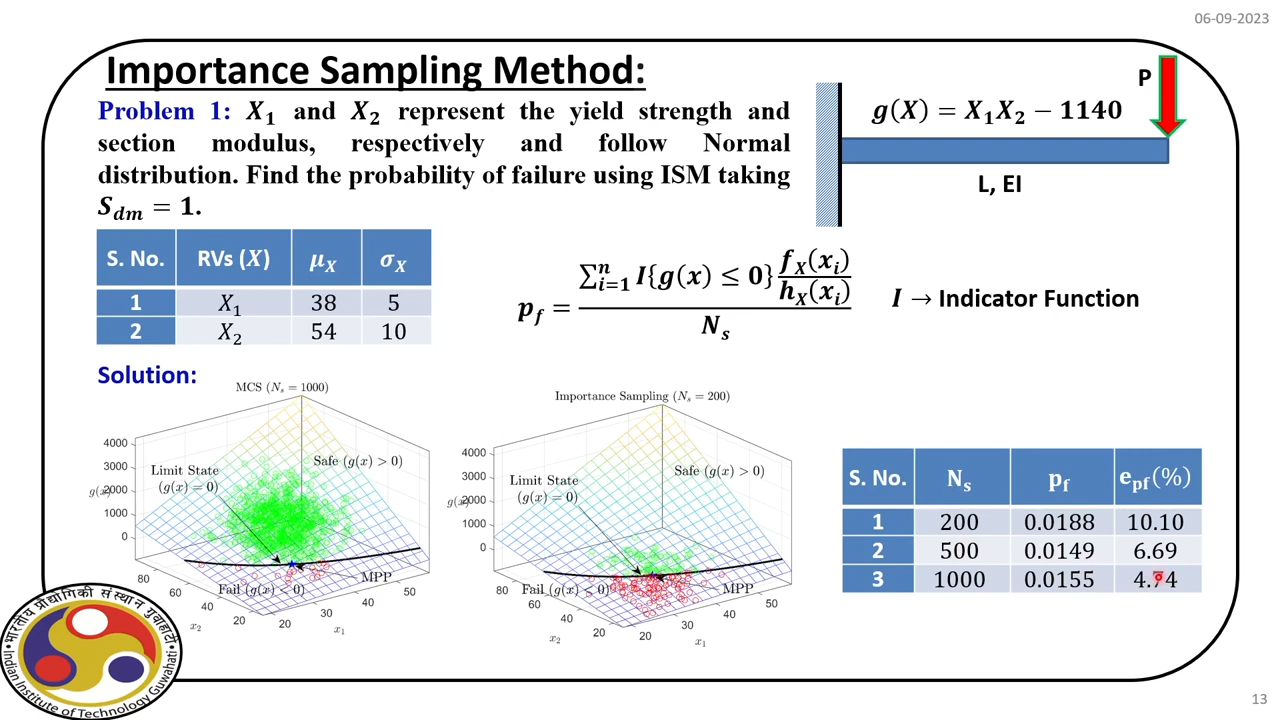 06-09-2023
Importance Sampling Method:
Problem 1: X₁ and X₂ represent the yield strength and
section modulus, respectively and follow Normal
distribution. Find the probability of failure using ISM taking
S_dm = 1.
P
g(X) = X₁X₂ − 1140
L, EI
S. No. RVs (X) μ_X σ_X
1 X₁ 38 5
2 X₂ 54 10
p_f = ∑ⁿᵢ₌₁ I{g(x) ≤ 0} f_X(xᵢ)/h_X(xᵢ) / N_s
I → Indicator Function
Solution:
MCS (N_s = 1000)
4000
3000
2000
1000
0
g(x)
Limit State
(g(x) = 0)
Safe (g(x) > 0)
Fail (g(x) < 0)
MPP
80
60
40
20
x₂
20
30
40
50
x₁
Importance Sampling (N_s = 200)
4000
3000
2000
1000
0
g(x)
Limit State
(g(x) = 0)
Safe (g(x) > 0)
Fail (g(x) < 0)
MPP
80
60
40
20
x₂
20
30
40
50
x₁
S. No. N_s p_f e_pf(%)
1 200 0.0188 10.10
2 500 0.0149 6.69
3 1000 0.0155 4.74
भारतीय प्रौद्योगिकी संस्थान गुवाहाटी
Indian Institute of Technology Guwahati
13